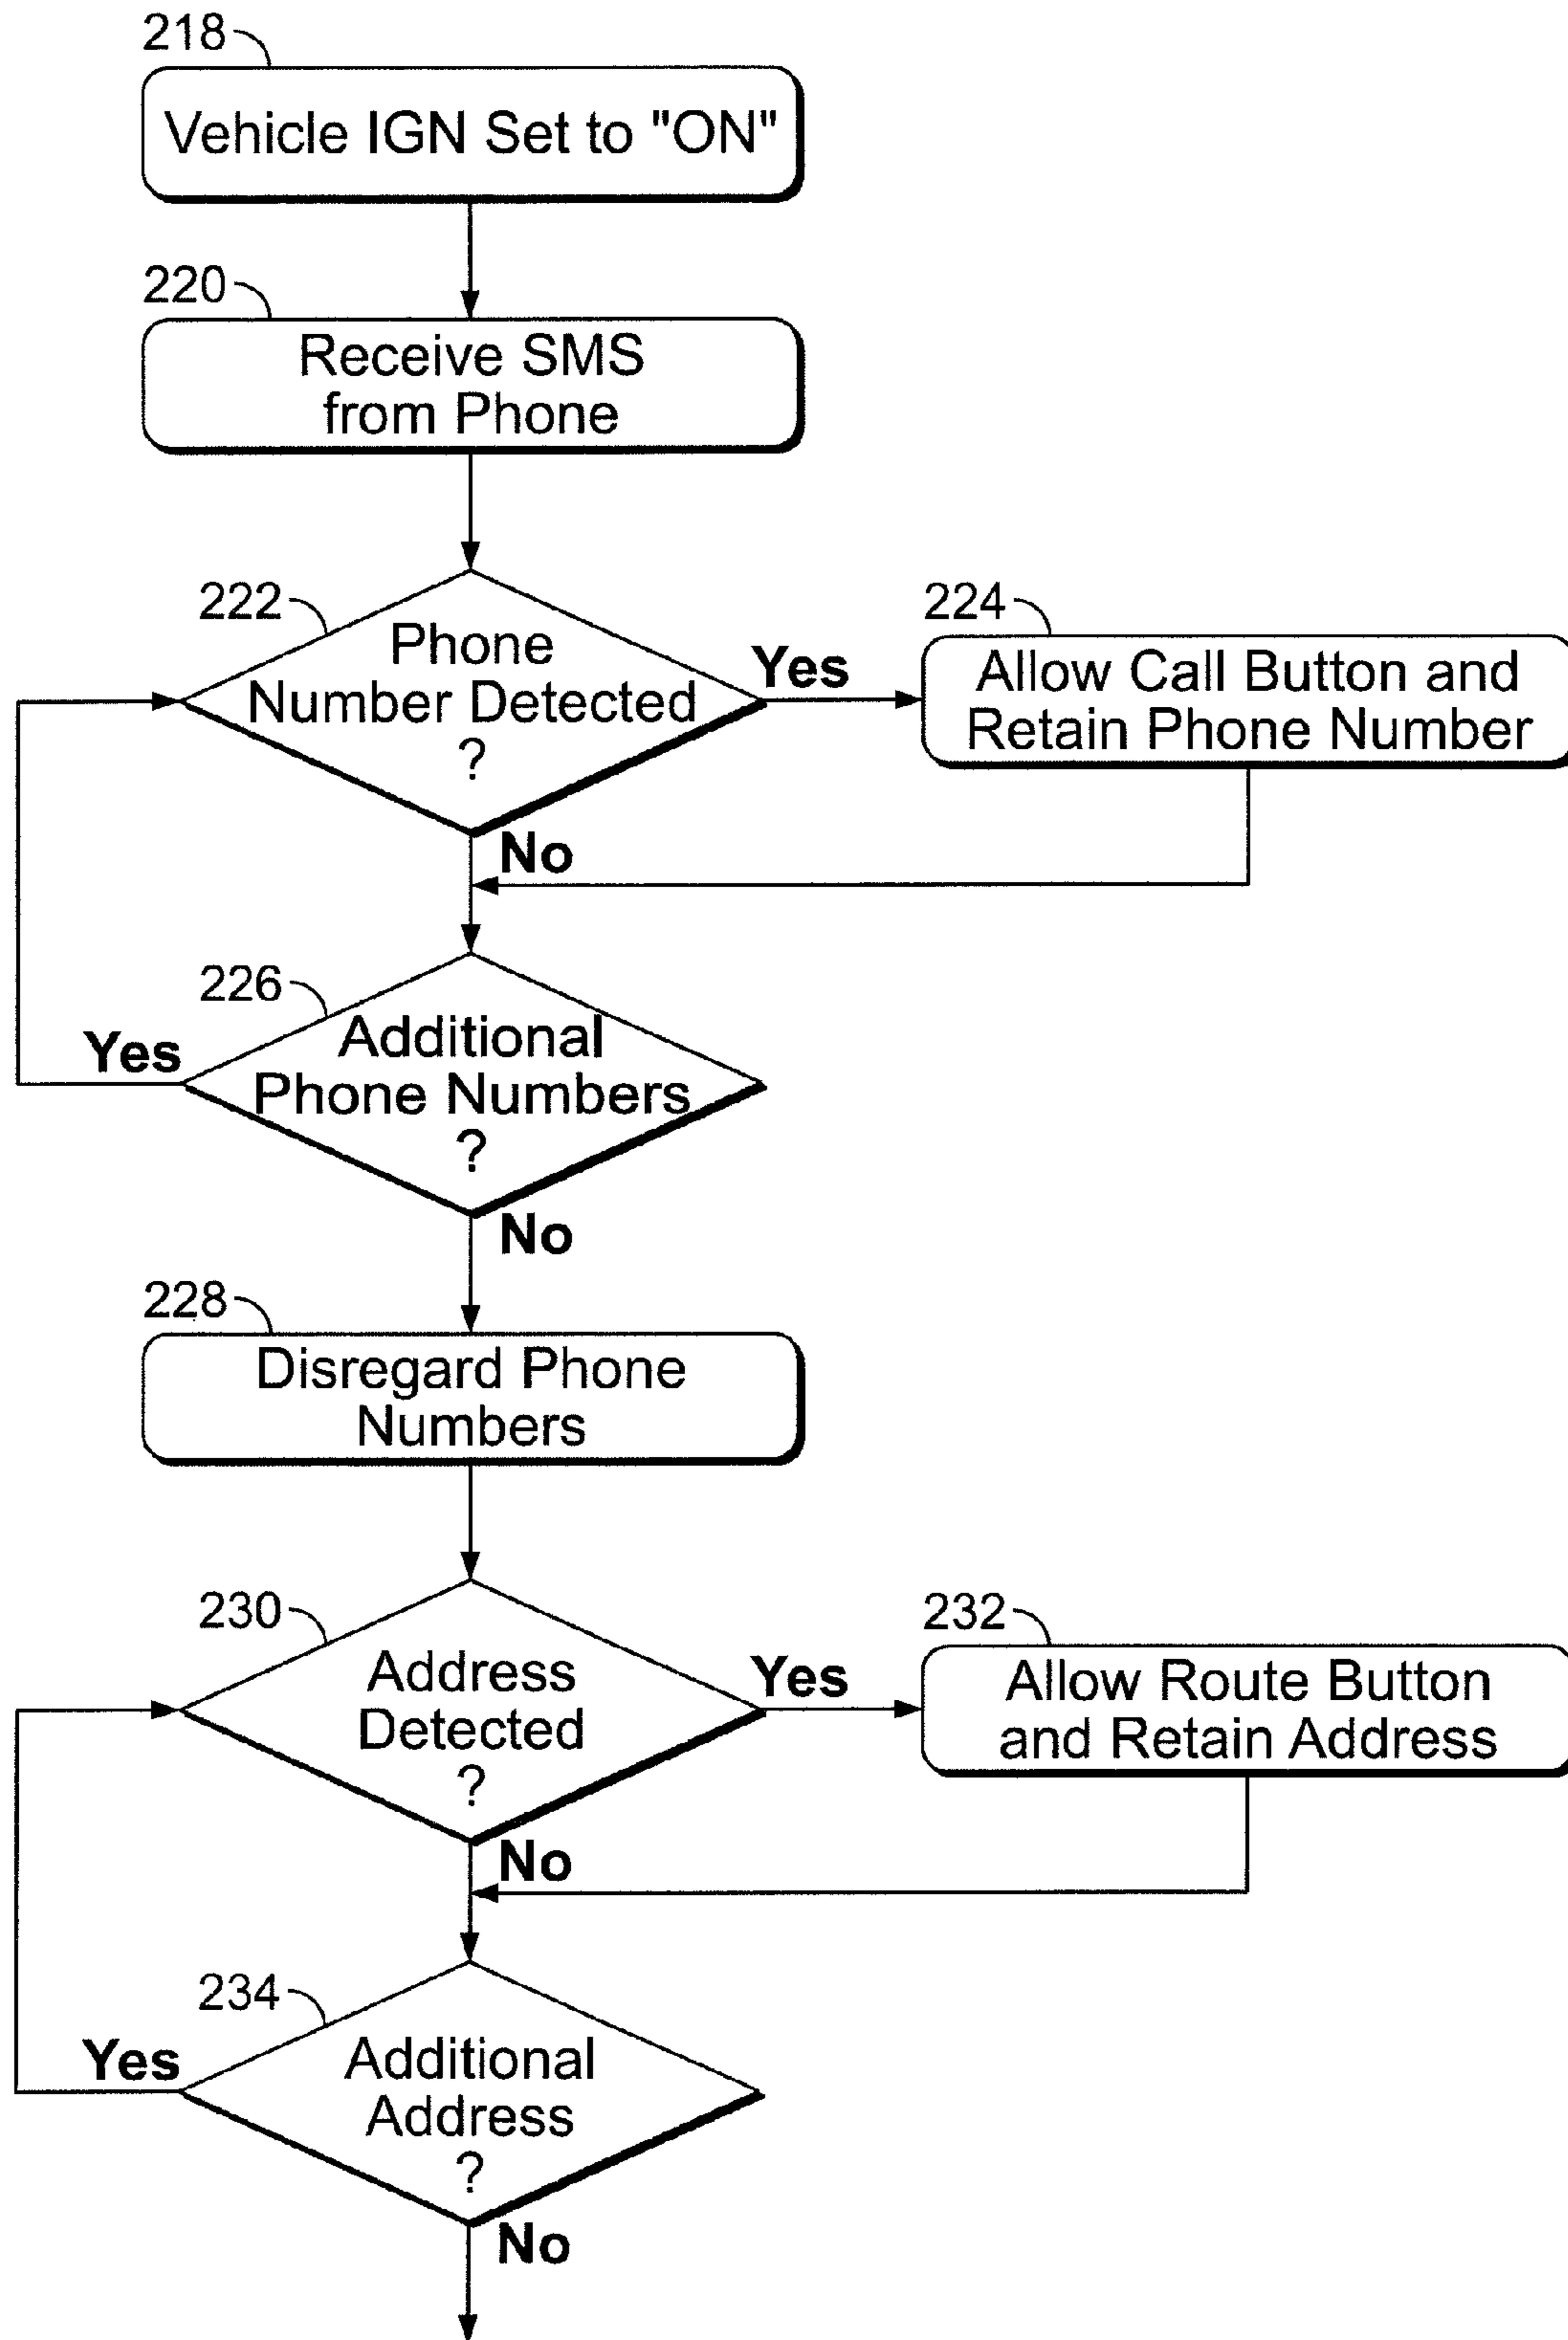 218
Vehicle IGN Set to "ON"
220
Receive SMS
from Phone
222
Phone
Number Detected
?
Yes
224
Allow Call Button and
Retain Phone Number
No
226
Additional
Phone Numbers
?
Yes
No
228
Disregard Phone
Numbers
230
Address
Detected
?
Yes
232
Allow Route Button
and Retain Address
No
234
Additional
Address
?
Yes
No